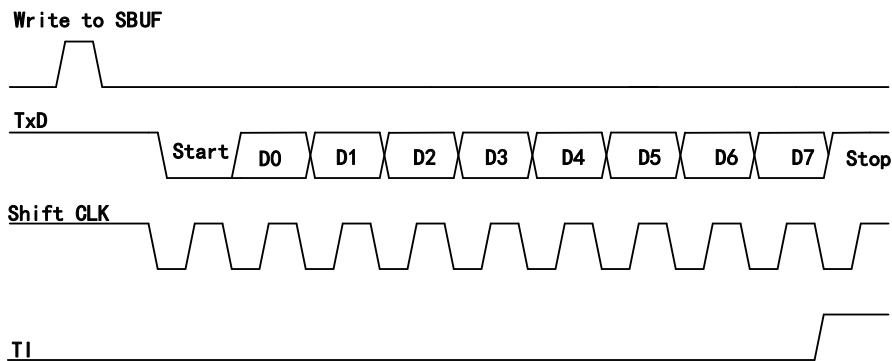 Write to SBUF
TxD
Start D0 D1 D2 D3 D4 D5 D6 D7 Stop
Shift CLK
TI